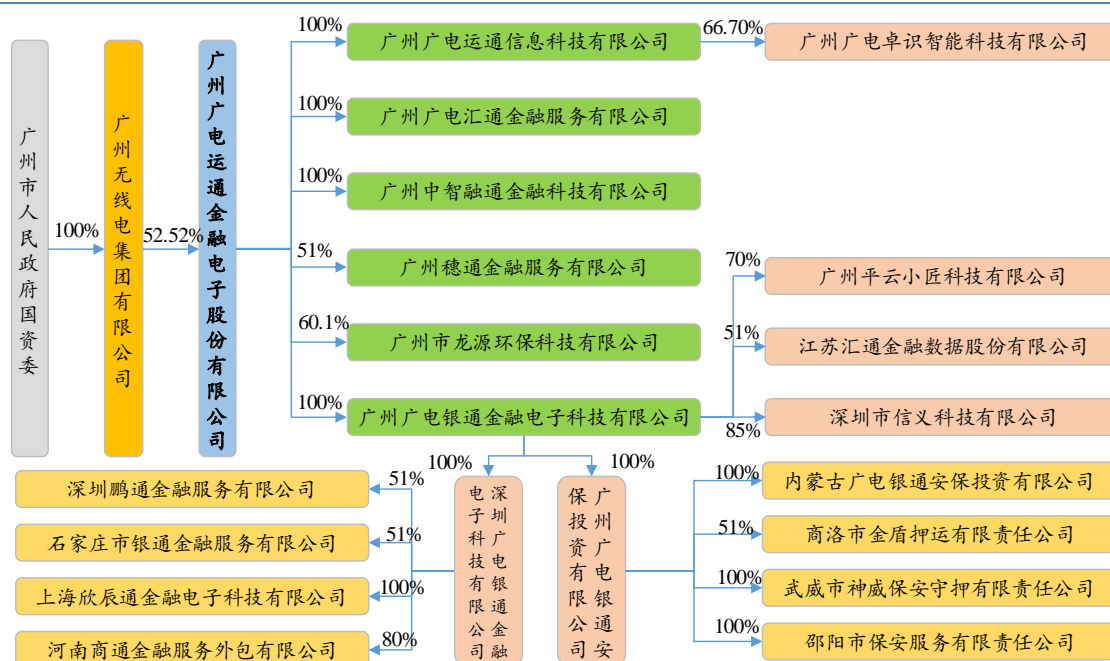 广州市人民政府国资委
100%
广州无线电集团有限公司
52.52%
广州广电运通金融电子股份有限公司
100%
广州广电运通信息科技有限公司
66.70%
广州广电卓识智能科技有限公司
100%
广州广电汇通金融服务有限公司
100%
广州中智融通金融科技有限公司
51%
广州穗通金融服务有限公司
60.1%
广州市龙源环保科技有限公司
100%
广州广电银通金融电子科技有限公司
70%
广州平云小匠科技有限公司
51%
江苏汇通金融数据股份有限公司
85%
深圳市信义科技有限公司
100%
深圳广电银通金融
电子科技有限公司
100%
广州广电银通安
保投资有限公司
51%
深圳鹏通金融服务有限公司
51%
石家庄市银通金融服务有限公司
100%
上海欣辰通金融电子科技有限公司
80%
河南商通金融服务外包有限公司
100%
内蒙古广电银通安保投资有限公司
51%
商洛市金盾押运有限责任公司
100%
武威市神威保安守押有限责任公司
100%
邵阳市保安服务有限责任公司